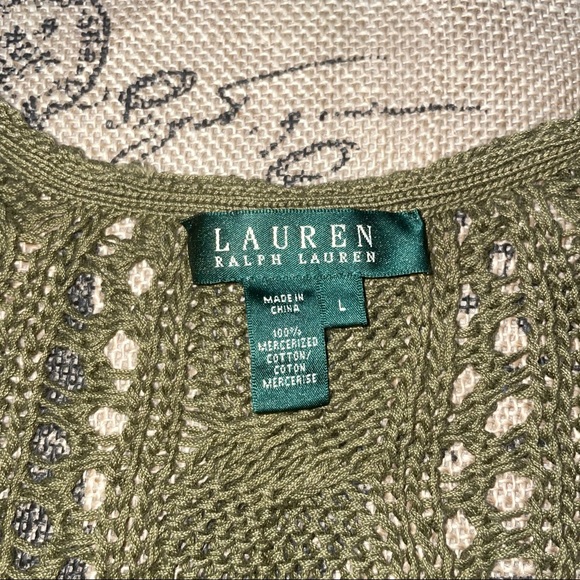 LAUREN
RALPH LAUREN
MADE IN
CHINA
L
100%
MERCERIZED
COTTON/
COTON
MERCERISE